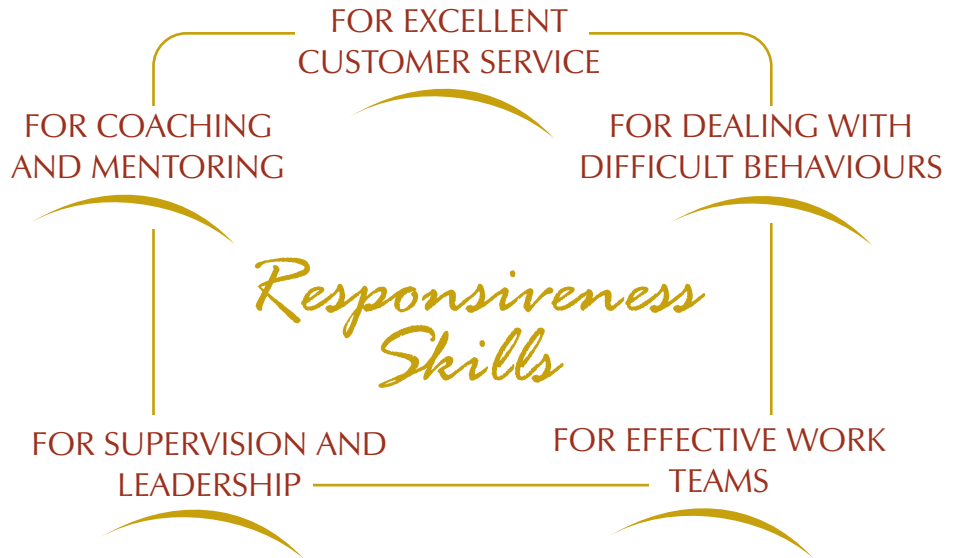 FOR EXCELLENT
CUSTOMER SERVICE
FOR COACHING
AND MENTORING
FOR DEALING WITH
DIFFICULT BEHAVIOURS
Responsiveness
Skills
FOR SUPERVISION AND
LEADERSHIP
FOR EFFECTIVE WORK
TEAMS